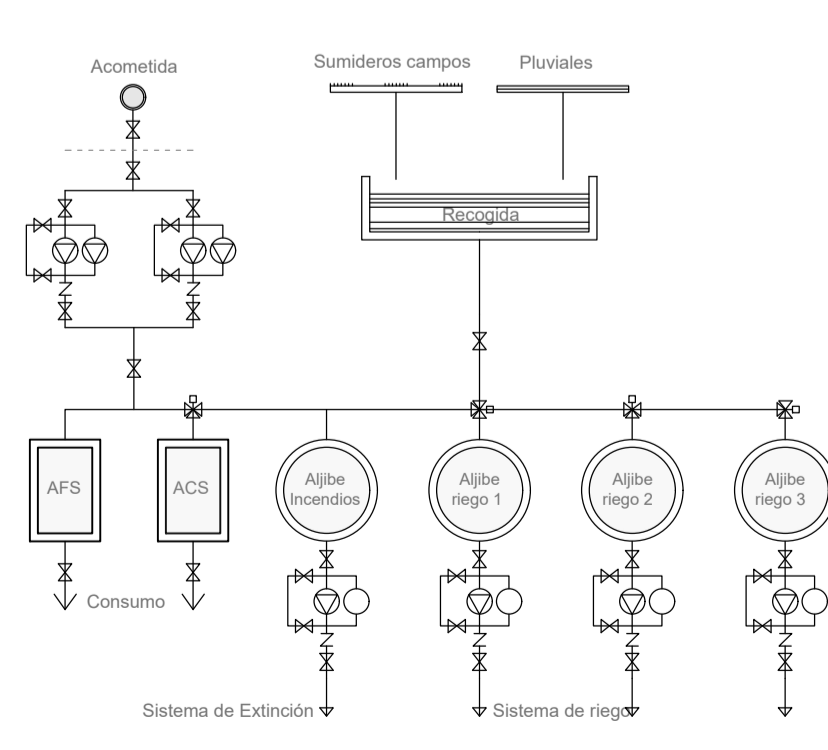 Sumideros campos
Pluviales
Acometida
Recogida
AFS
ACS
Aljibe
Incendios
Aljibe
riego 1
Aljibe
riego 2
Aljibe
riego 3
Consumo
Sistema de Extinción
Sistema de riego